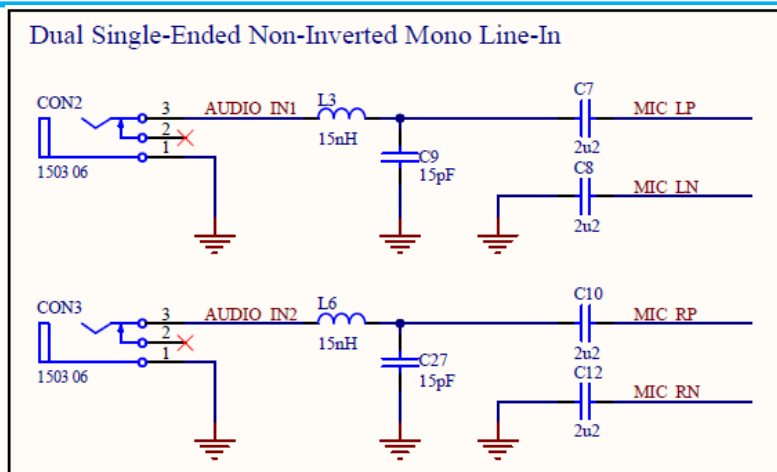 Dual Single-Ended Non-Inverted Mono Line-In
CON2
3
AUDIO IN1
L3
15nH
C7
2u2
MIC LP
2
1
1503 06
C9
15pF
C8
2u2
MIC LN
CON3
3
AUDIO IN2
L6
15nH
C10
2u2
MIC RP
2
1
1503 06
C27
15pF
C12
2u2
MIC RN